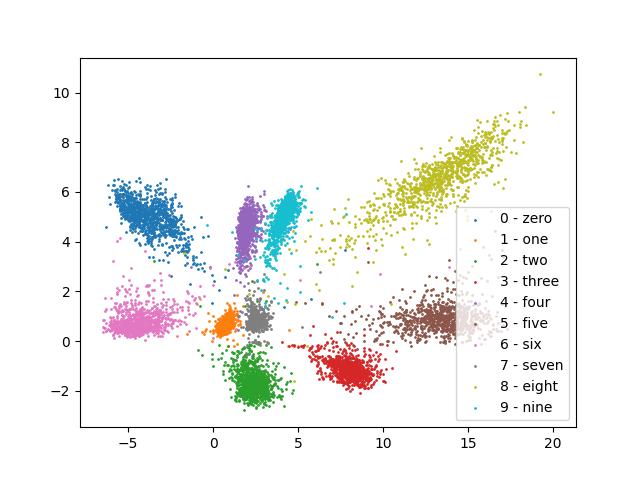 10
8
6
4
2
0
−2
−5
0
5
10
15
20
0 - zero
1 - one
2 - two
3 - three
4 - four
5 - five
6 - six
7 - seven
8 - eight
9 - nine